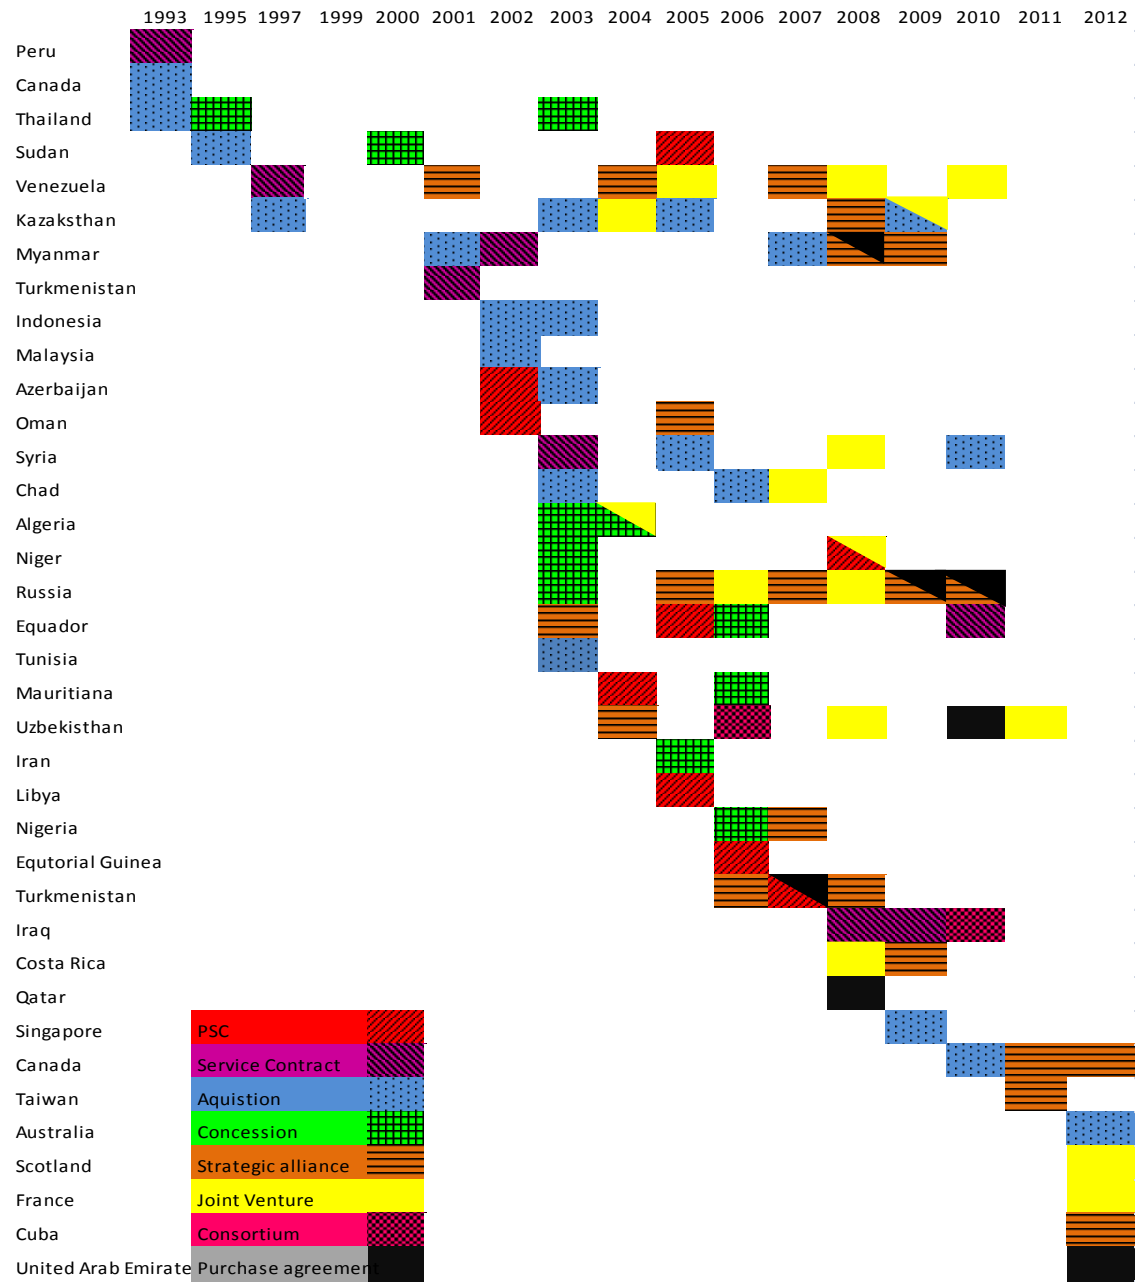 1993 1995 1997 1999 2000 2001 2002 2003 2004 2005 2006 2007 2008 2009 2010 2011 2012
Peru
Canada
Thailand
Sudan
Venezuela
Kazaksthan
Myanmar
Turkmenistan
Indonesia
Malaysia
Azerbaijan
Oman
Syria
Chad
Algeria
Niger
Russia
Equador
Tunisia
Mauritiana
Uzbekisthan
Iran
Libya
Nigeria
Equtorial Guinea
Turkmenistan
Iraq
Costa Rica
Qatar
Singapore PSC
Canada Service Contract
Taiwan Aquistion
Australia Concession
Scotland Strategic alliance
France Joint Venture
Cuba Consortium
United Arab Emirate Purchase agreement